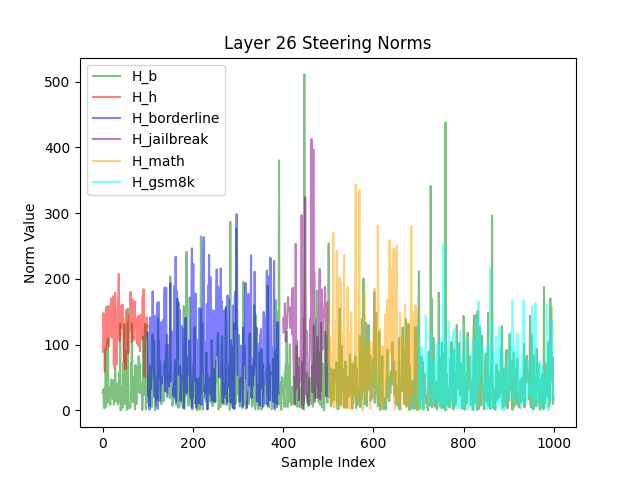 Layer 26 Steering Norms
H_b
H_h
H_borderline
H_jailbreak
H_math
H_gsm8k
Norm Value
500
400
300
200
100
0
0 200 400 600 800 1000
Sample Index